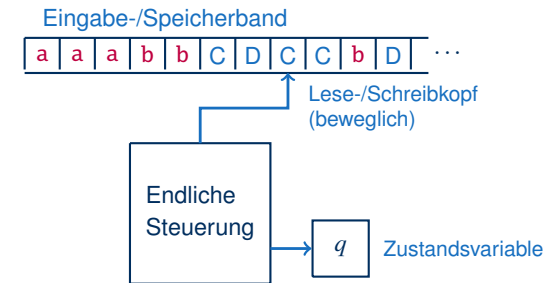 Eingabe-/Speicherband
a a a b b C D C C b D ···
Lese-/Schreibkopf
(beweglich)
Endliche
Steuerung
q
Zustandsvariable